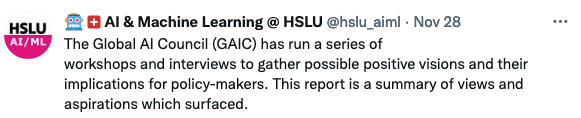 HSLU
AI/ML
🤖🇨🇭 AI & Machine Learning @ HSLU @hslu_aiml · Nov 28
The Global AI Council (GAIC) has run a series of
workshops and interviews to gather possible positive visions and their
implications for policy-makers. This report is a summary of views and
aspirations which surfaced.